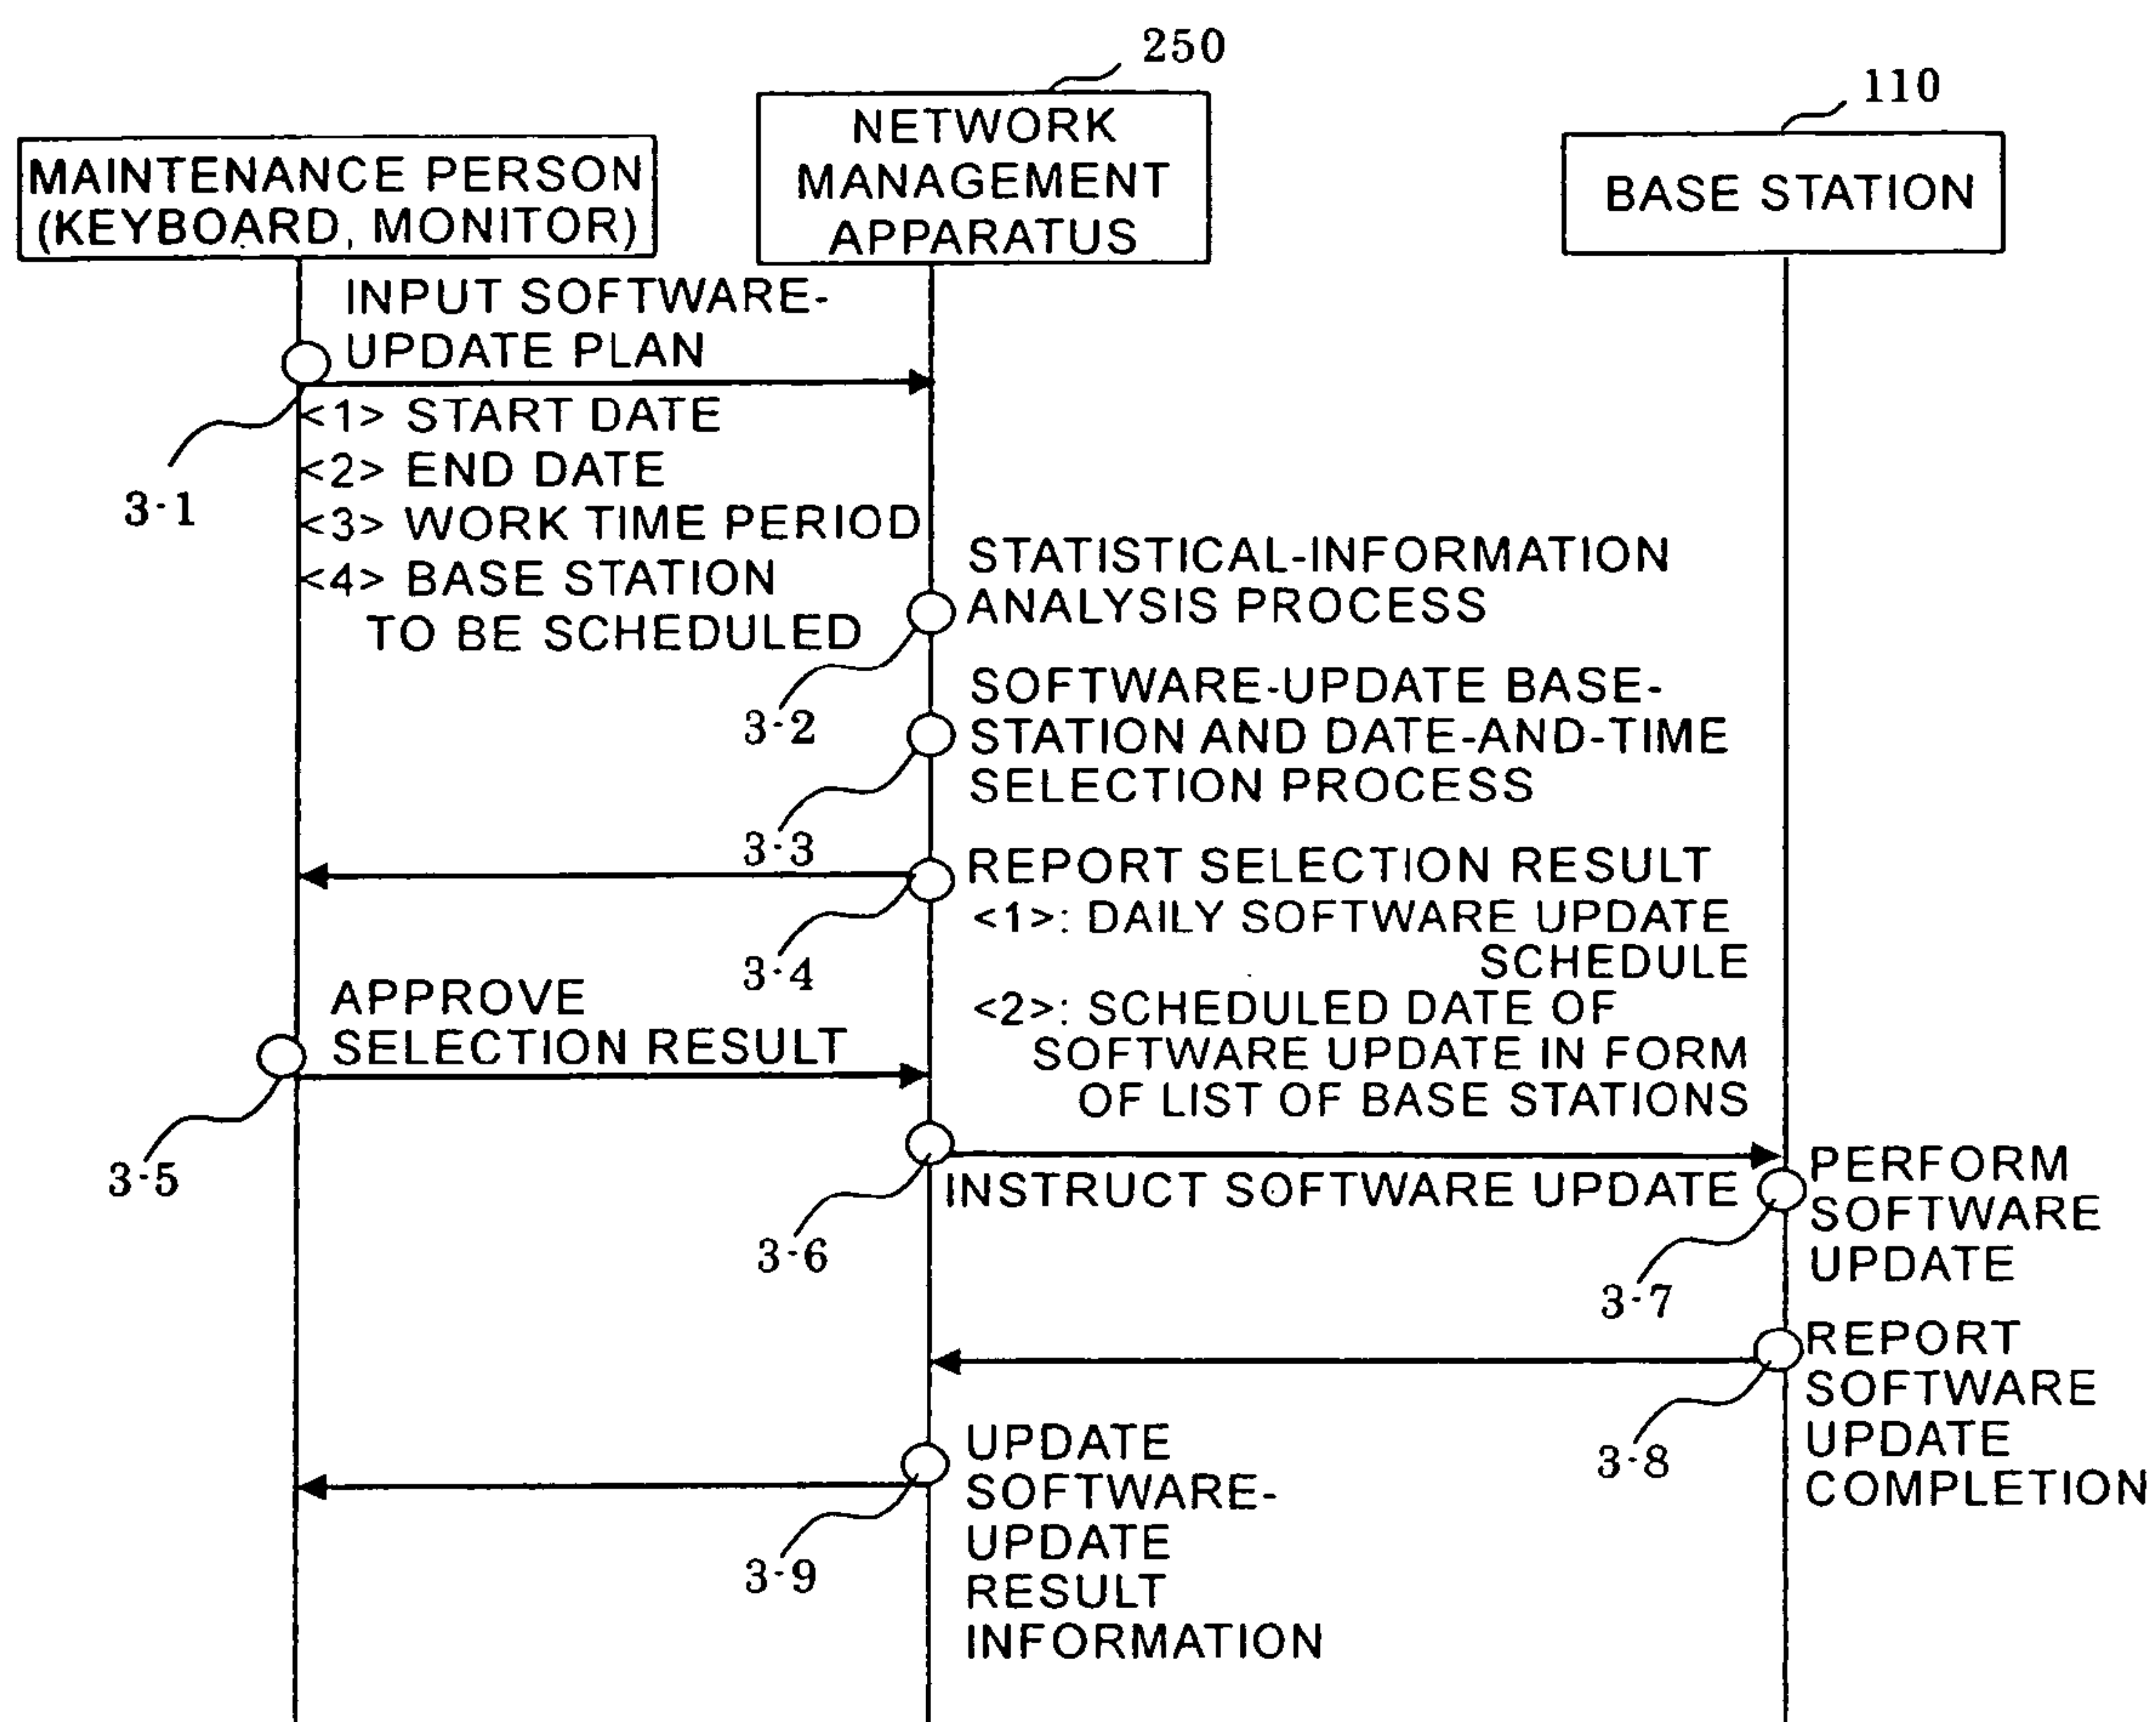 250
110
NETWORK
MANAGEMENT
APPARATUS
MAINTENANCE PERSON
(KEYBOARD, MONITOR)
BASE STATION
INPUT SOFTWARE-
UPDATE PLAN
<1> START DATE
<2> END DATE
<3> WORK TIME PERIOD
<4> BASE STATION
TO BE SCHEDULED
3-1
STATISTICAL-INFORMATION
ANALYSIS PROCESS
3-2
SOFTWARE-UPDATE BASE-
STATION AND DATE-AND-TIME
SELECTION PROCESS
3-3
REPORT SELECTION RESULT
<1>: DAILY SOFTWARE UPDATE
SCHEDULE
<2>: SCHEDULED DATE OF
SOFTWARE UPDATE IN FORM
OF LIST OF BASE STATIONS
3-4
APPROVE
SELECTION RESULT
3-5
INSTRUCT SOFTWARE UPDATE
3-6
PERFORM
SOFTWARE
UPDATE
3-7
REPORT
SOFTWARE
UPDATE
COMPLETION
3-8
UPDATE
SOFTWARE-
UPDATE
RESULT
INFORMATION
3-9